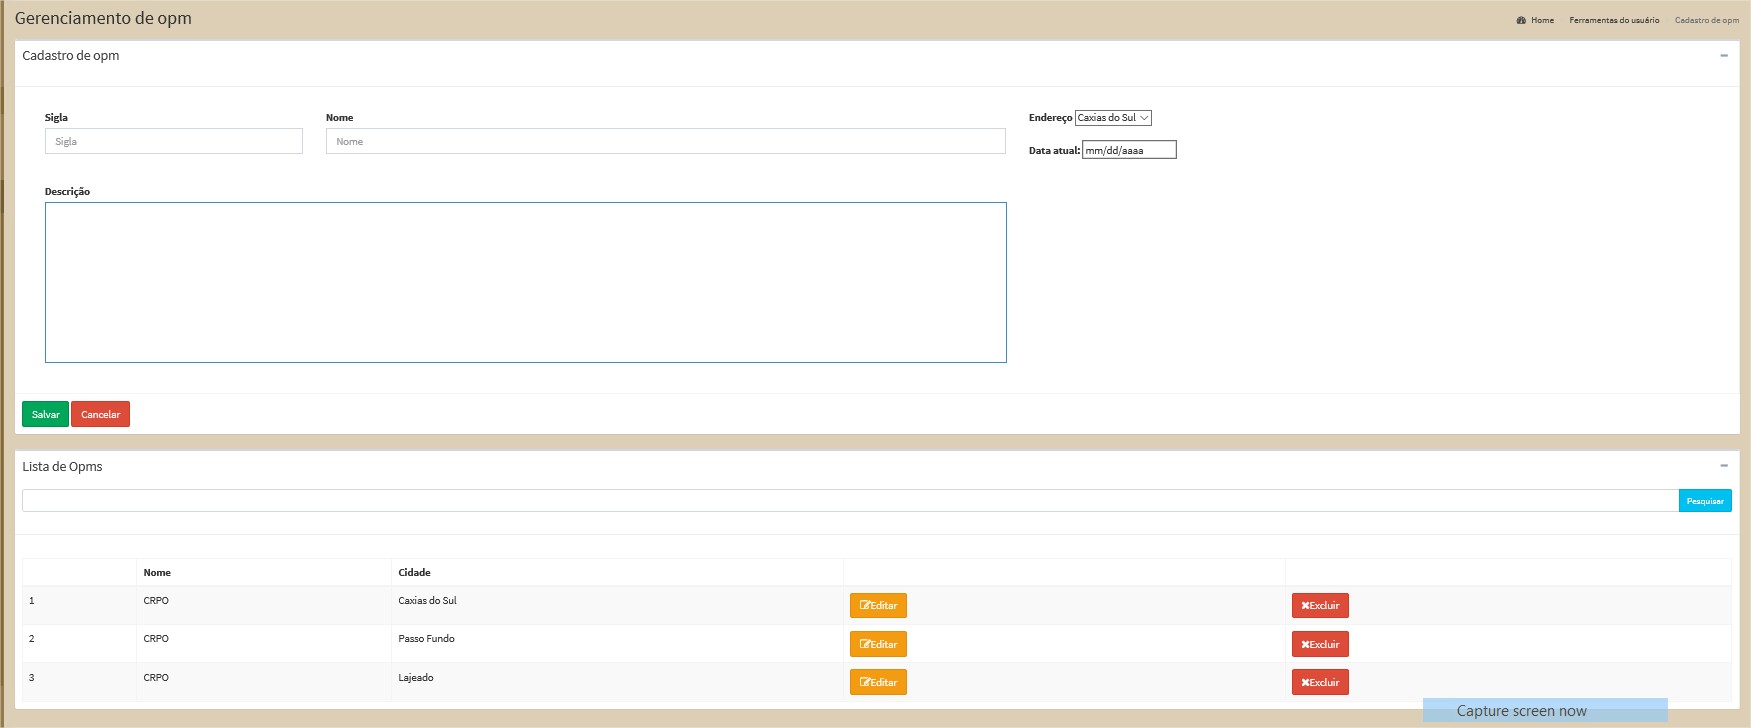 Gerenciamento de opm
Home Ferramentas do usuário Cadastro de opm
Cadastro de opm
Sigla Nome Endereço Caxias do Sul
Sigla Nome
Data atual: mm/dd/aaaa
Descrição
Salvar Cancelar
Lista de Opms
Pesquisar
Nome Cidade
1 CRPO Caxias do Sul Editar Excluir
2 CRPO Passo Fundo Editar Excluir
3 CRPO Lajeado Editar Excluir
Capture screen now